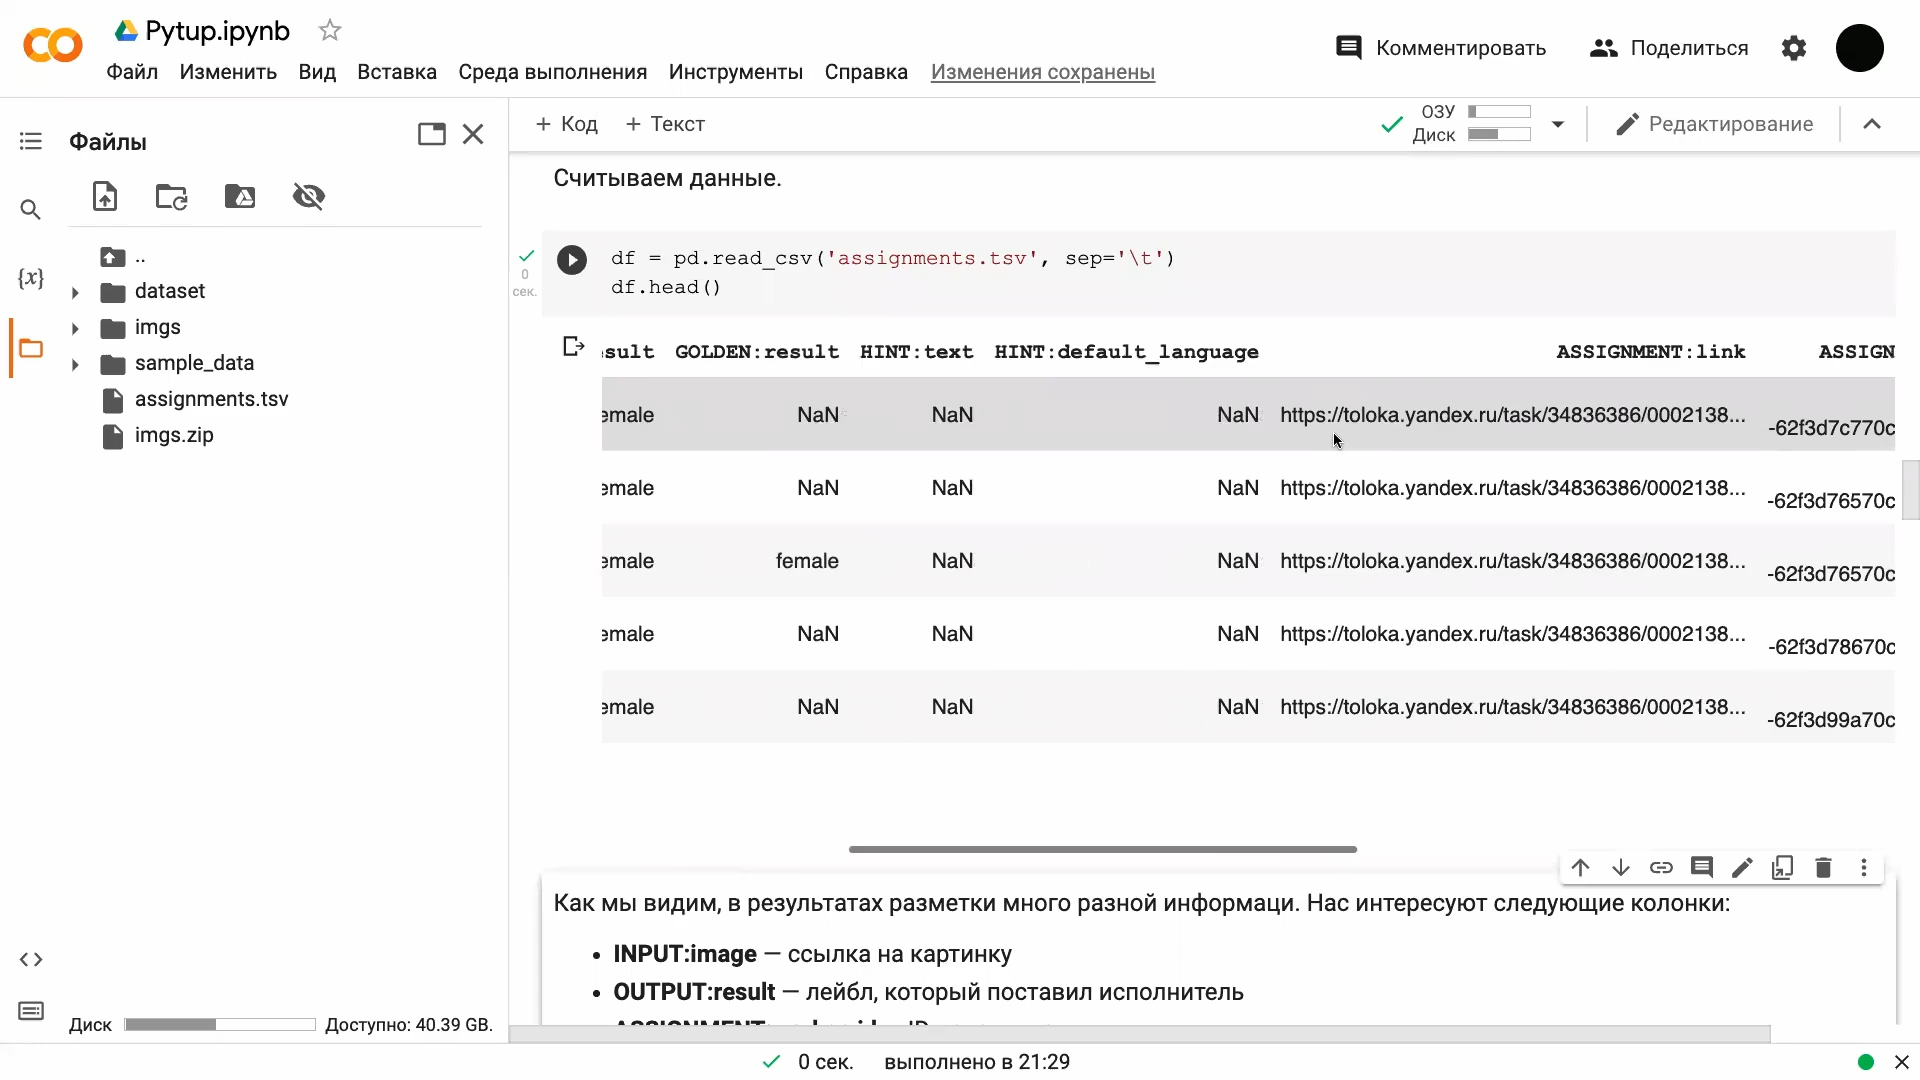 Pytup.ipynb
Файл Изменить Вид Вставка Среда выполнения Инструменты Справка Изменения сохранены
Комментировать Поделиться
Файлы
..
dataset
imgs
sample_data
assignments.tsv
imgs.zip
{x}
Диск Доступно: 40.39 GB.
+ Код + Текст
ОЗУ
Диск
Редактирование
Считываем данные.
0
сек.
df = pd.read_csv('assignments.tsv', sep='\t')
df.head()
sult GOLDEN:result HINT:text HINT:default_language ASSIGNMENT:link ASSIGN
emale NaN NaN NaN https://toloka.yandex.ru/task/34836386/0002138... -62f3d7c770c
emale NaN NaN NaN https://toloka.yandex.ru/task/34836386/0002138... -62f3d76570c
emale female NaN NaN https://toloka.yandex.ru/task/34836386/0002138... -62f3d76570c
emale NaN NaN NaN https://toloka.yandex.ru/task/34836386/0002138... -62f3d78670c
emale NaN NaN NaN https://toloka.yandex.ru/task/34836386/0002138... -62f3d99a70c
Как мы видим, в результатах разметки много разной информаци. Нас интересуют следующие колонки:
• INPUT:image — ссылка на картинку
• OUTPUT:result — лейбл, который поставил исполнитель
0 сек. выполнено в 21:29